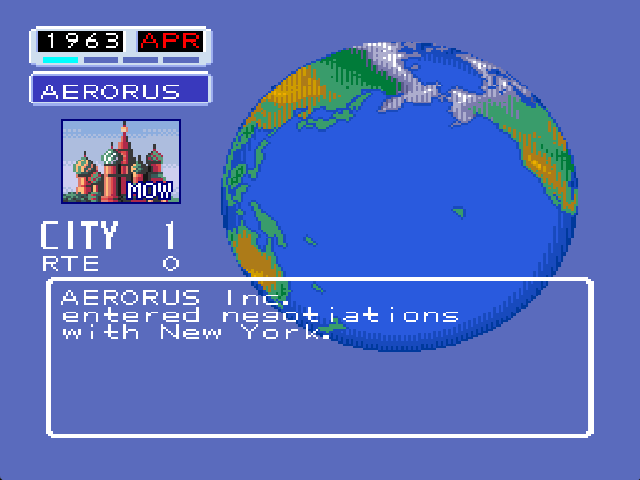 1963 APR
AERORUS
MOW
CITY 1
RTE 0
AERORUS Inc.
entered negotiations
with New York.